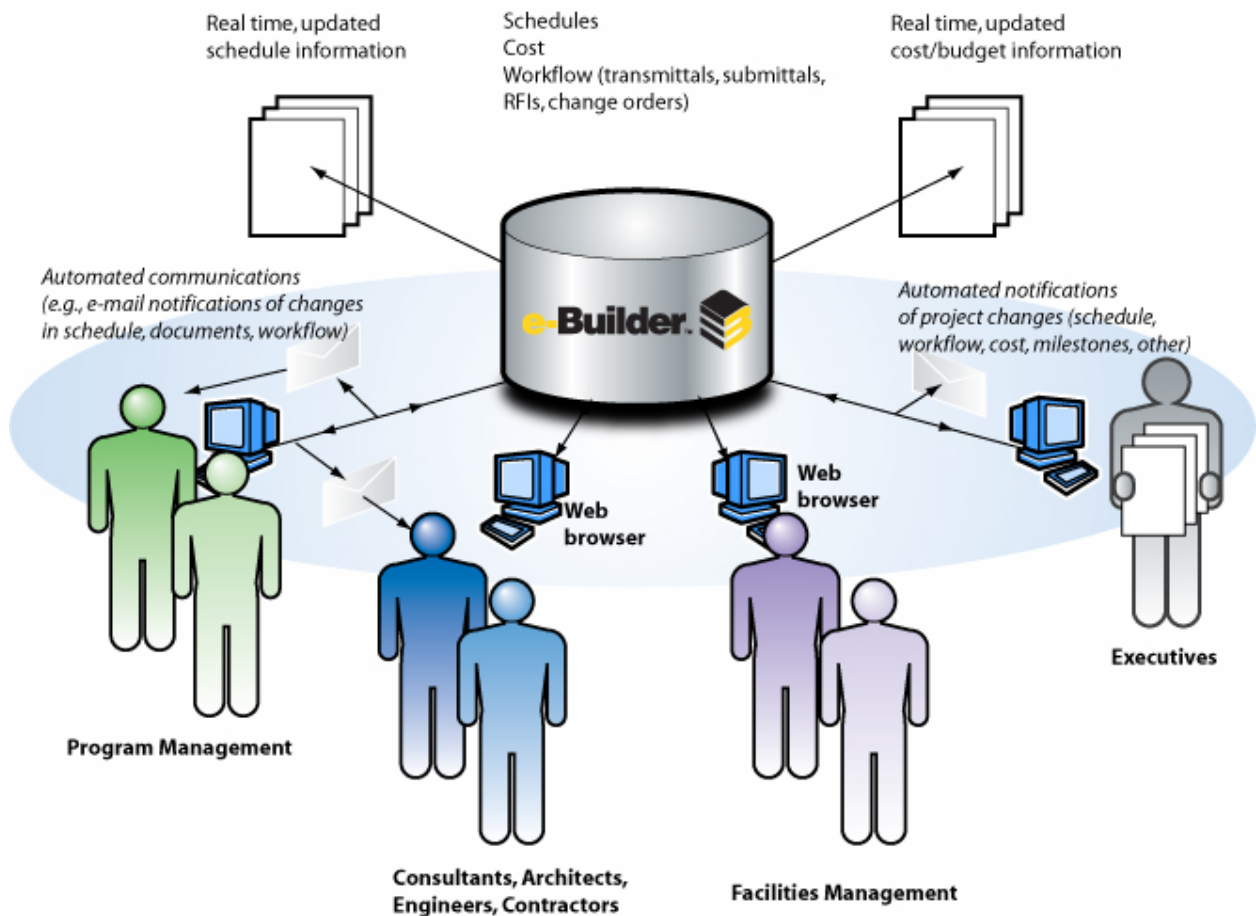 Real time, updated
schedule information
Schedules
Cost
Workflow (transmittals, submittals,
RFIs, change orders)
Real time, updated
cost/budget information
Automated communications
(e.g., e-mail notifications of changes
in schedule, documents, workflow)
e-Builder™
Automated notifications
of project changes (schedule,
workflow, cost, milestones, other)
Web
browser
Web
browser
Executives
Program Management
Consultants, Architects,
Engineers, Contractors
Facilities Management